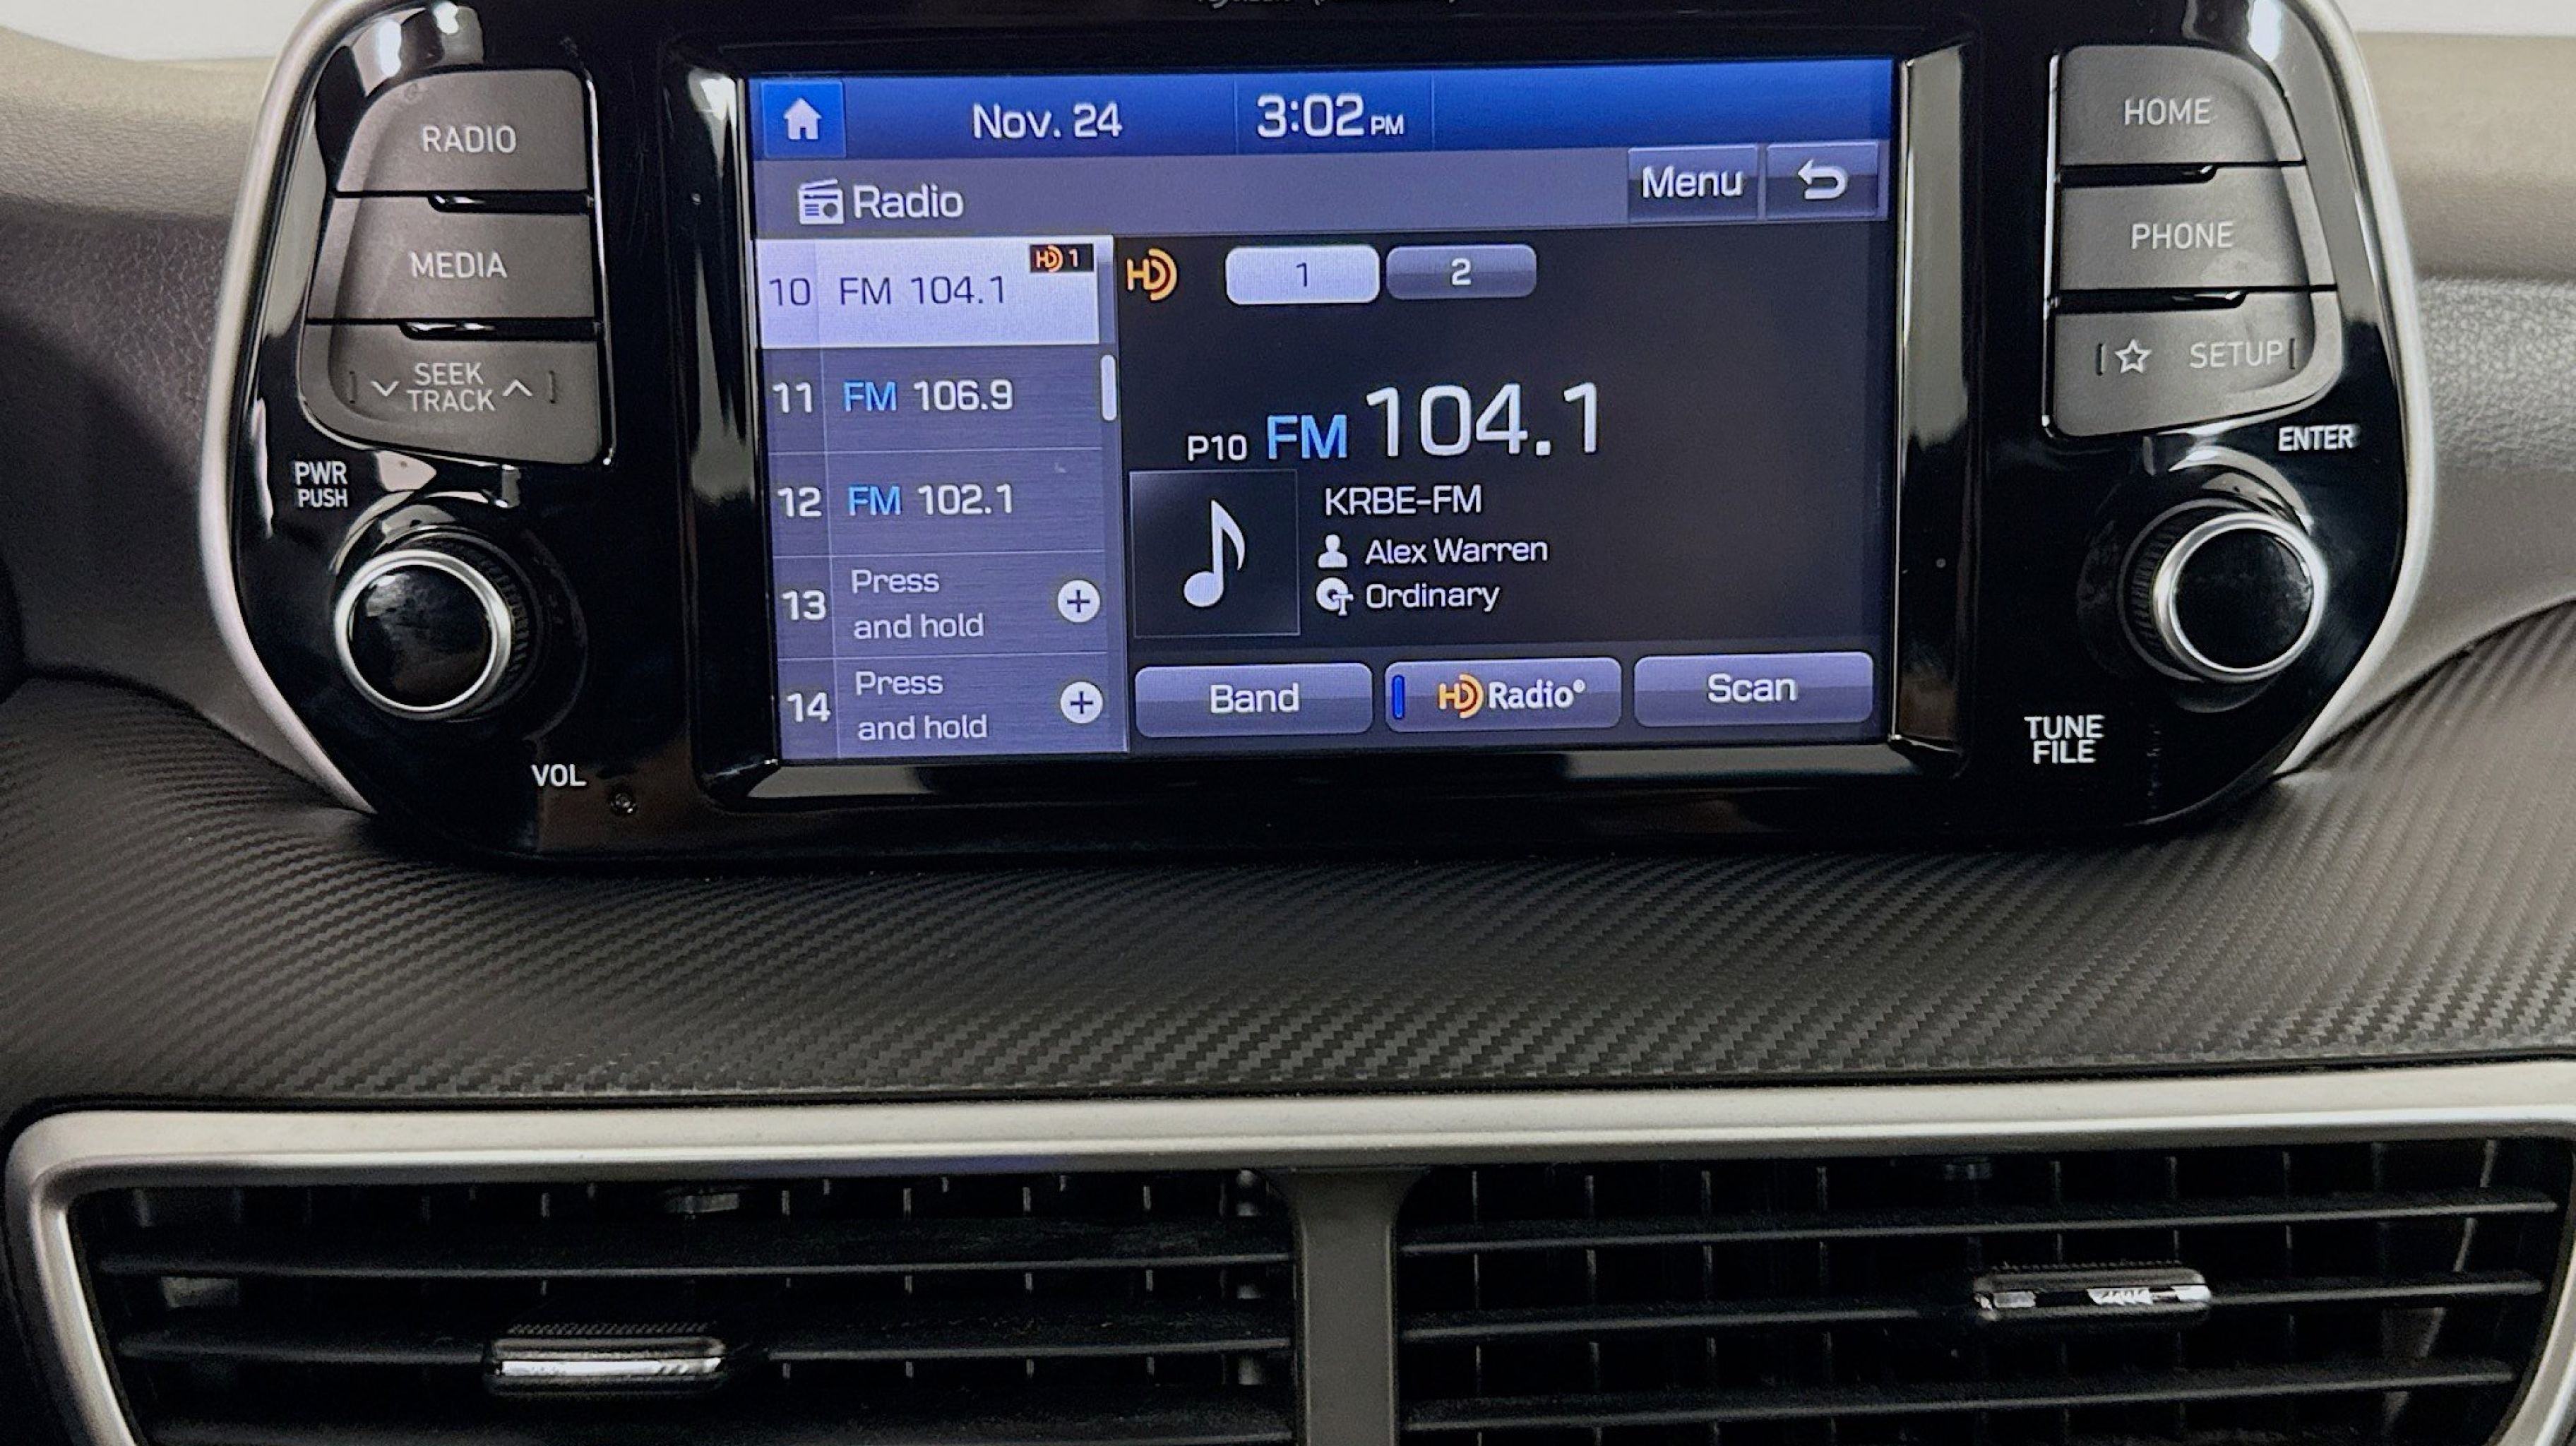 RADIO
MEDIA
SEEK
TRACK
PWR
PUSH
VOL
Nov. 24 3:02 PM
Radio
Menu
10 FM 104.1 HD 1
11 FM 106.9
12 FM 102.1
13 Press
and hold
14 Press
and hold
HD 1 2
P10 FM 104.1
KRBE-FM
Alex Warren
Ordinary
Band
HD Radio®
Scan
HOME
PHONE
SETUP
ENTER
TUNE
FILE